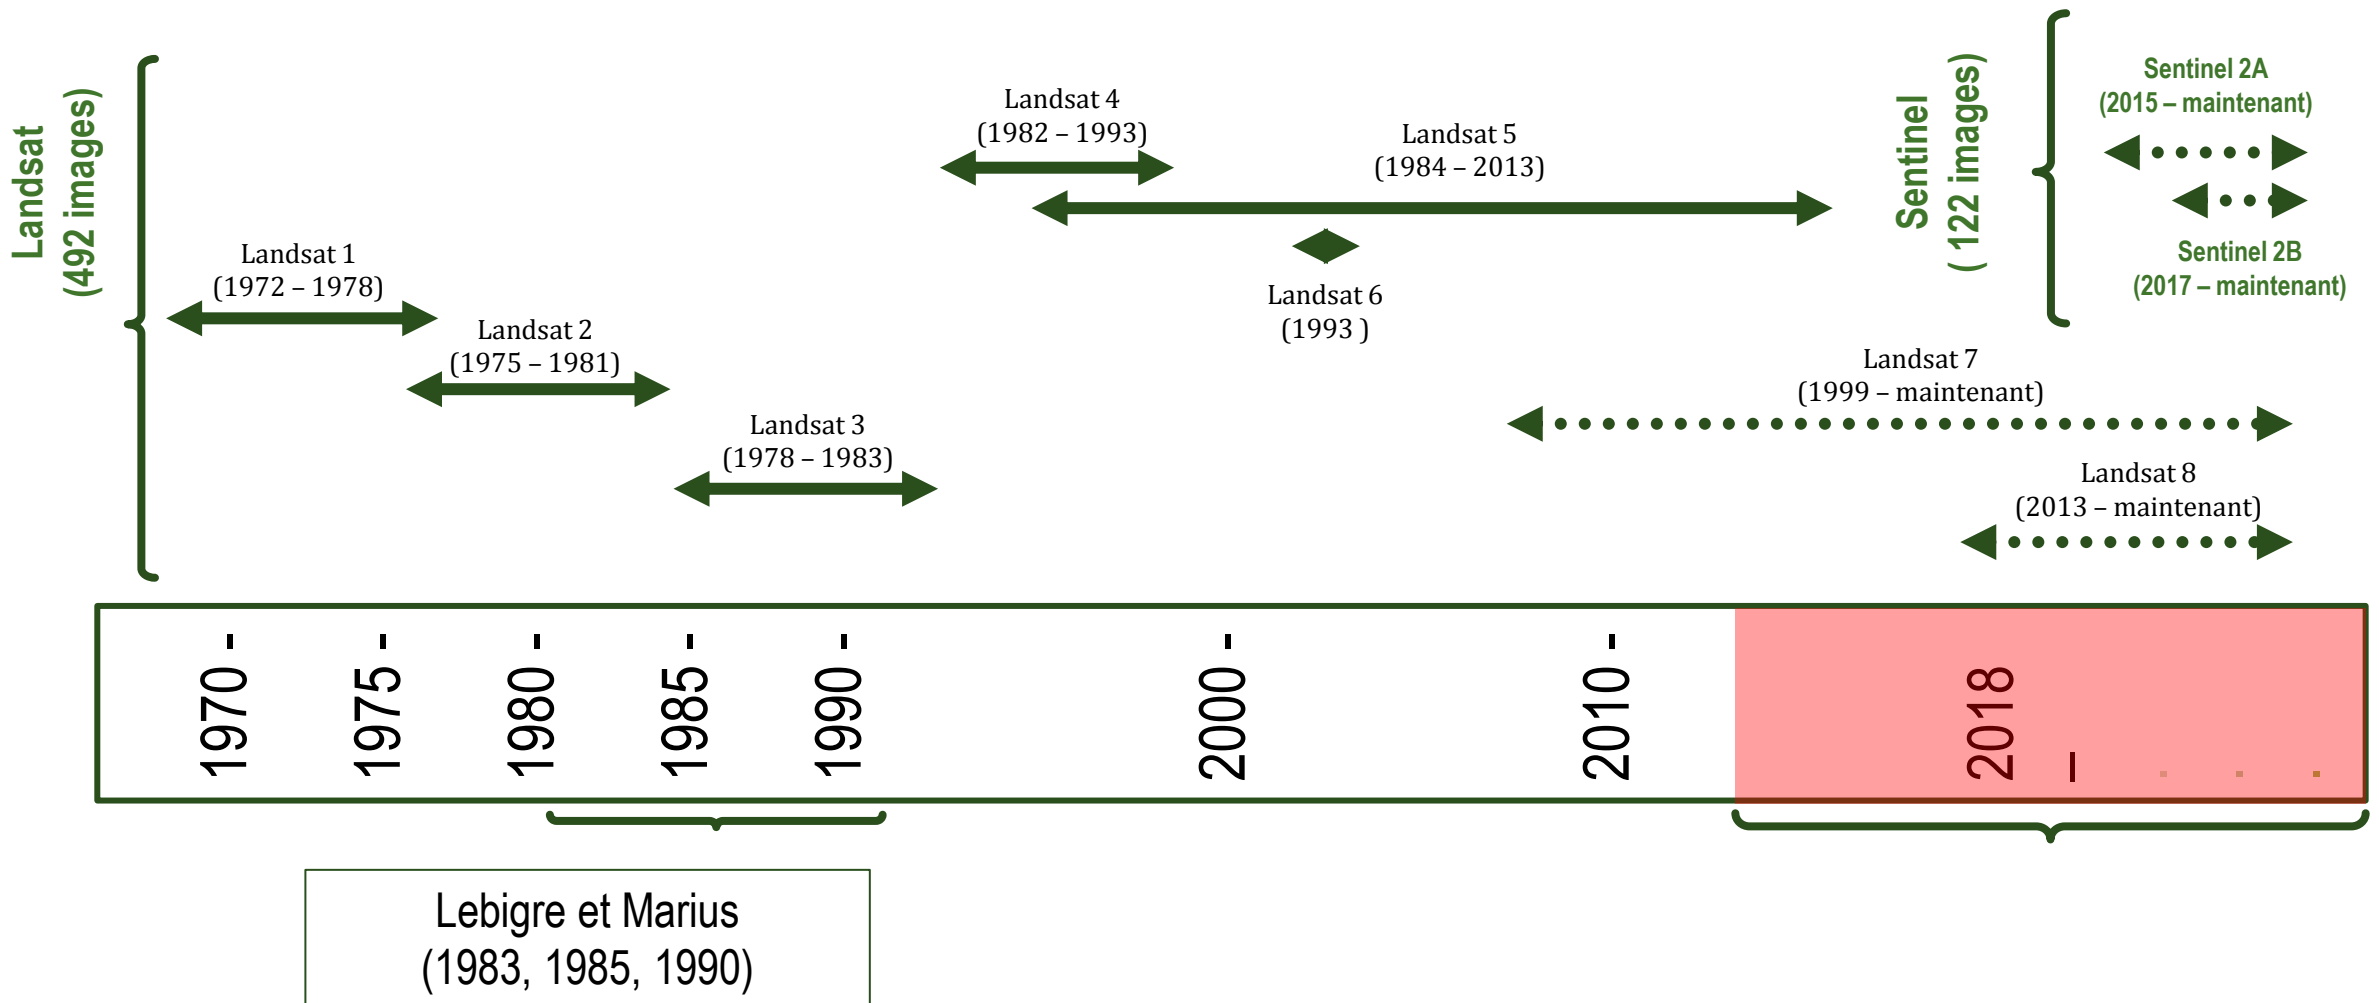 Landsat
(492 images)
Landsat 1
(1972 – 1978)
Landsat 2
(1975 – 1981)
Landsat 3
(1978 – 1983)
Landsat 4
(1982 – 1993)
Landsat 5
(1984 – 2013)
Landsat 6
(1993 )
Landsat 7
(1999 – maintenant)
Landsat 8
(2013 – maintenant)
Sentinel
(122 images)
Sentinel 2A
(2015 – maintenant)
Sentinel 2B
(2017 – maintenant)
1970 -
1975 -
1980 -
1985 -
1990 -
2000 -
2010 -
2018
– . . .
Lebigre et Marius
(1983, 1985, 1990)